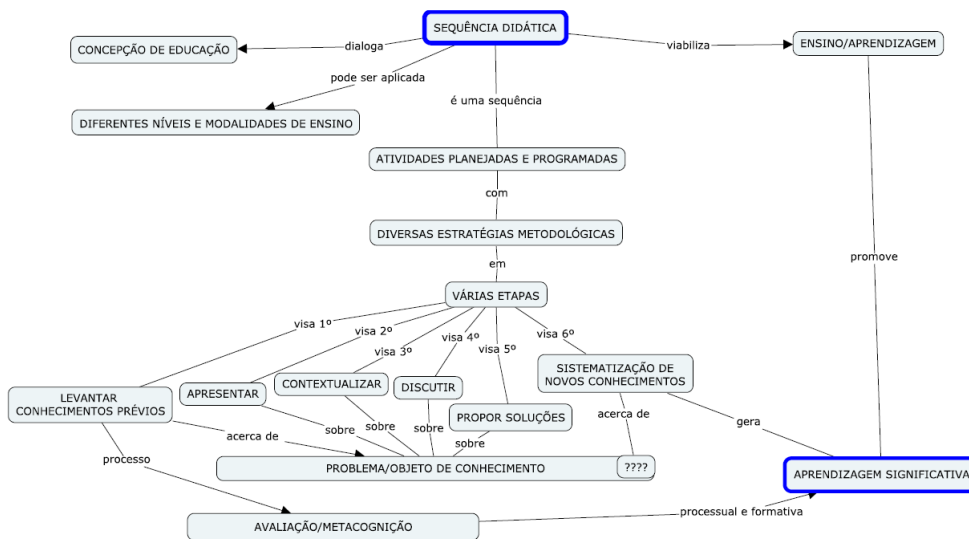 SEQUÊNCIA DIDÁTICA
CONCEPÇÃO DE EDUCAÇÃO
dialoga
viabiliza
ENSINO/APRENDIZAGEM
pode ser aplicada
é uma sequência
DIFERENTES NÍVEIS E MODALIDADES DE ENSINO
ATIVIDADES PLANEJADAS E PROGRAMADAS
com
DIVERSAS ESTRATÉGIAS METODOLÓGICAS
em
promove
VÁRIAS ETAPAS
visa 1º
visa 2º
visa 3º
visa 4º
visa 5º
visa 6º
LEVANTAR
CONHECIMENTOS PRÉVIOS
APRESENTAR
CONTEXTUALIZAR
DISCUTIR
PROPOR SOLUÇÕES
SISTEMATIZAÇÃO DE
NOVOS CONHECIMENTOS
acerca de
sobre
sobre
sobre
sobre
acerca de
gera
processo
PROBLEMA/OBJETO DE CONHECIMENTO
????
APRENDIZAGEM SIGNIFICATIVA
AVALIAÇÃO/METACOGNIÇÃO
processual e formativa